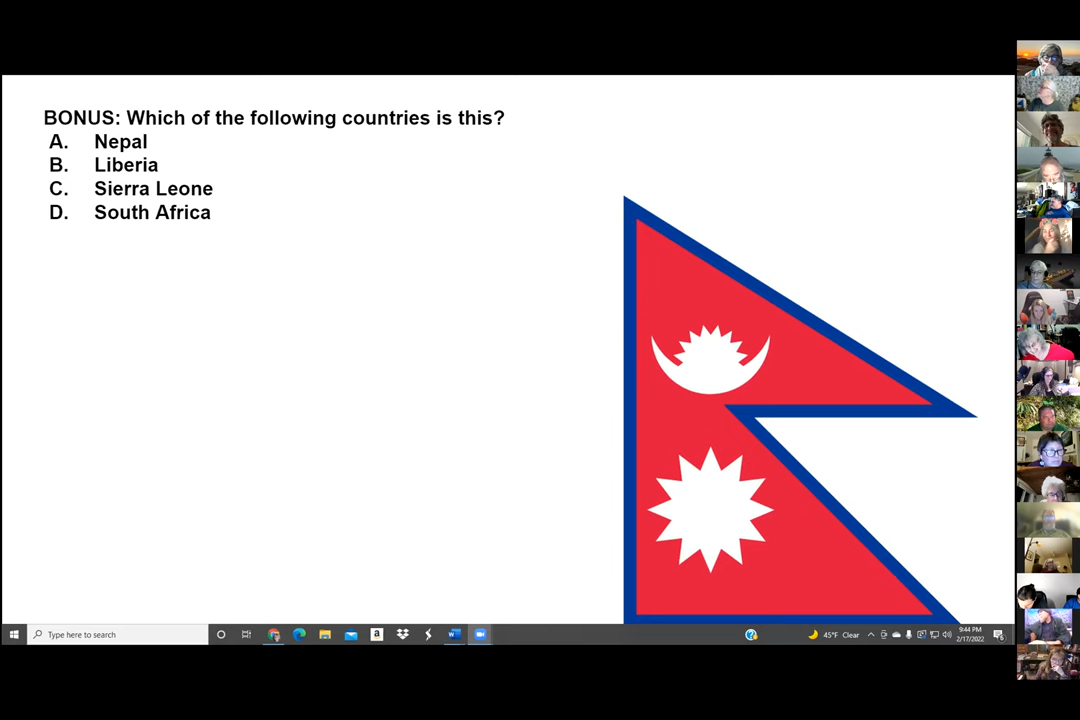 BONUS: Which of the following countries is this?
A. Nepal
B. Liberia
C. Sierra Leone
D. South Africa
Type here to search
45°F Clear
9:44 PM
2/17/2022